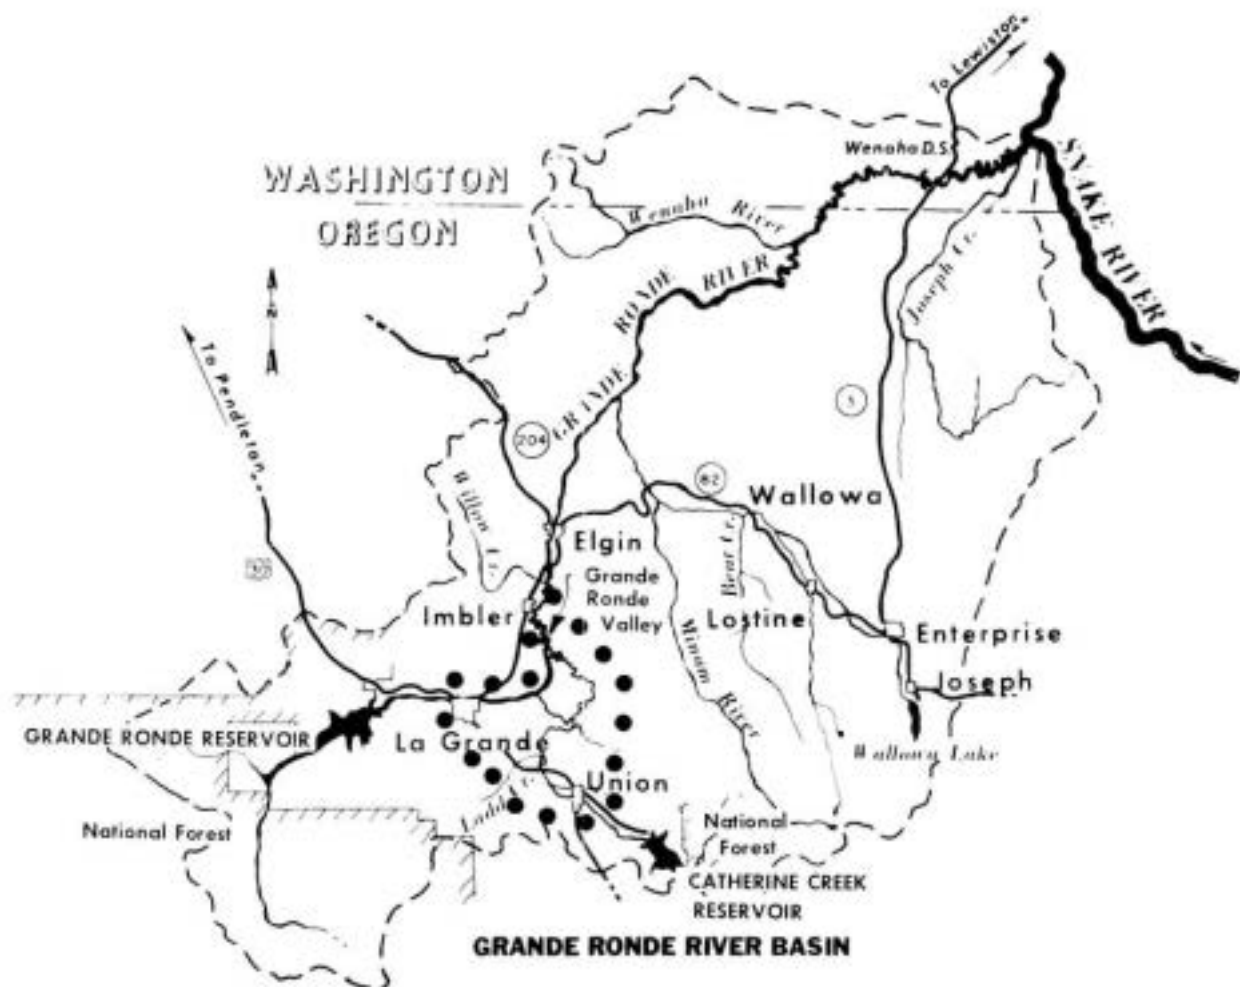 To Lewiston
Wenaha D.S.
SNAKE RIVER
WASHINGTON
OREGON
Wenaha River
Joseph Cr.
GRANDE RONDE RIVER
N
To Pendleton
3
204
82
Wallowa
Willow Cr.
Elgin
Bear Cr.
Grande
Ronde
Valley
Imbler
Lostine
Minam River
Enterprise
Joseph
GRANDE RONDE RESERVOIR
La Grande
Wallowa Lake
Union
Ladd Cr.
National Forest
National
Forest
CATHERINE CREEK
RESERVOIR
GRANDE RONDE RIVER BASIN